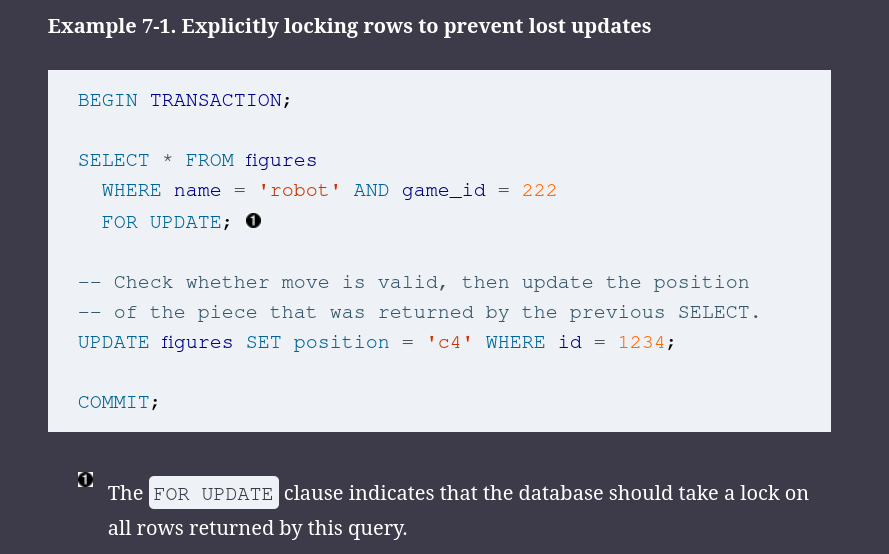 Example 7-1. Explicitly locking rows to prevent lost updates
BEGIN TRANSACTION;
SELECT * FROM figures
WHERE name = 'robot' AND game_id = 222
FOR UPDATE; ❶
-- Check whether move is valid, then update the position
-- of the piece that was returned by the previous SELECT.
UPDATE figures SET position = 'c4' WHERE id = 1234;
COMMIT;
❶ The FOR UPDATE clause indicates that the database should take a lock on
all rows returned by this query.